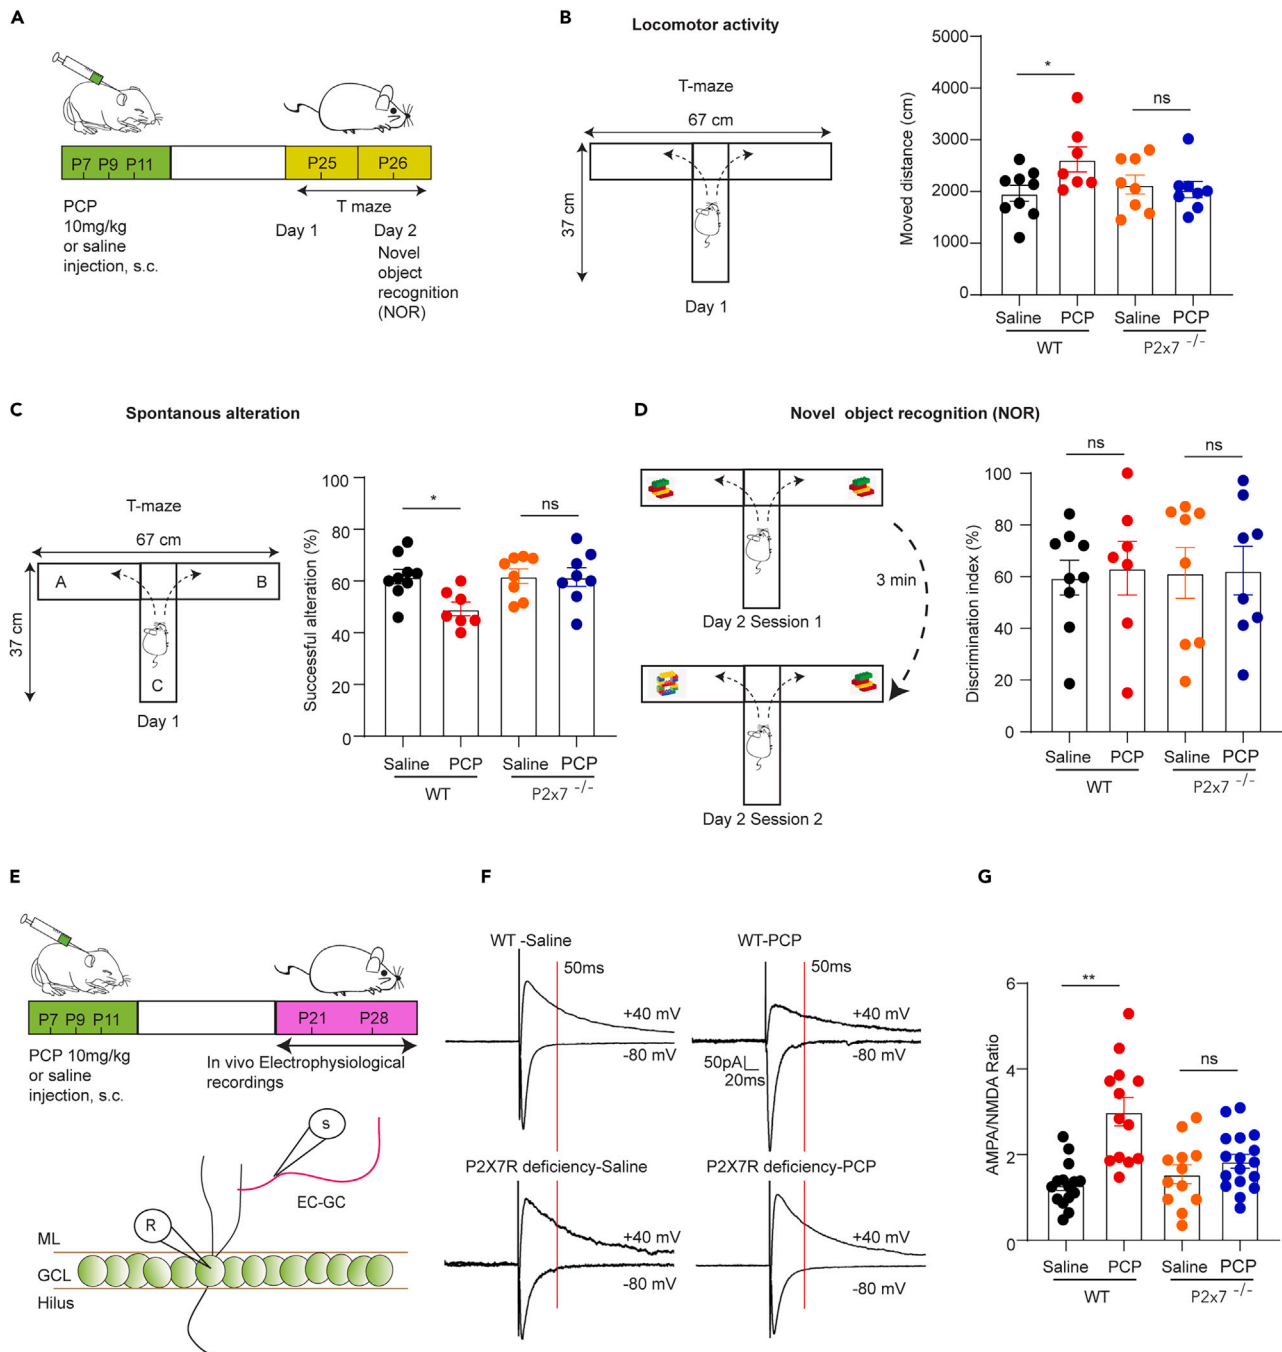 A
P7 P9 P11
P25
P26
PCP
10mg/kg
or saline
injection, s.c.
T maze
Day 1
Day 2
Novel
object
recognition
(NOR)
B
Locomotor activity
T-maze
67 cm
37 cm
Day 1
Moved distance (cm)
5000
4000
3000
2000
1000
0
*
ns
Saline PCP Saline PCP
WT P2x7 -/-
C
Spontanous alteration
T-maze
67 cm
37 cm
A
B
C
Day 1
Successful alteration (%)
100
80
60
40
20
0
*
ns
Saline PCP Saline PCP
WT P2x7 -/-
D
Novel object recognition (NOR)
Day 2 Session 1
3 min
Day 2 Session 2
Discrimination index (%)
100
80
60
40
20
0
ns
ns
Saline PCP Saline PCP
WT P2x7 -/-
E
P7 P9 P11
P21
P28
PCP 10mg/kg
or saline
injection, s.c.
In vivo Electrophysiological
recordings
s
EC-GC
R
ML
GCL
Hilus
F
WT -Saline
50ms
+40 mV
-80 mV
WT-PCP
50ms
+40 mV
-80 mV
50pA
20ms
P2X7R deficiency-Saline
+40 mV
-80 mV
P2X7R deficiency-PCP
+40 mV
-80 mV
G
AMPA/NMDA Ratio
6
4
2
0
**
ns
Saline PCP Saline PCP
WT P2x7 -/-